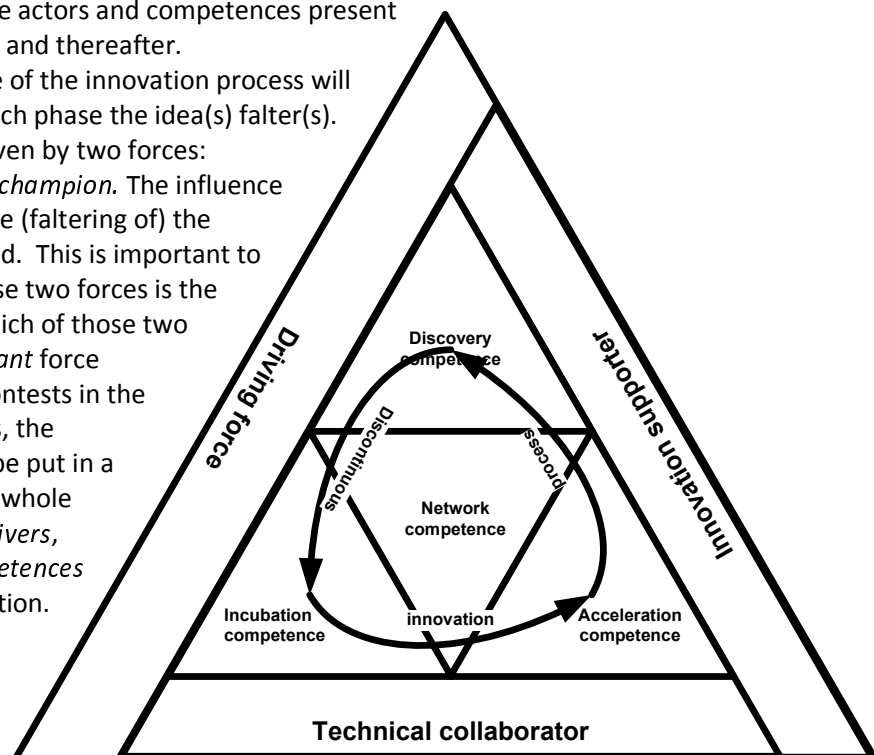 e actors and competences present
and thereafter.
e of the innovation process will
ch phase the idea(s) falter(s).
ven by two forces:
champion. The influence
e (faltering of) the
d. This is important to
se two forces is the
ich of those two
ant force
ontests in the
s, the
be put in a
whole
ivers,
etences
tion.
Driving force
Innovation supporter
Discovery
competence
Discontinuous
process
Network
competence
Incubation
competence
innovation
Acceleration
competence
Technical collaborator